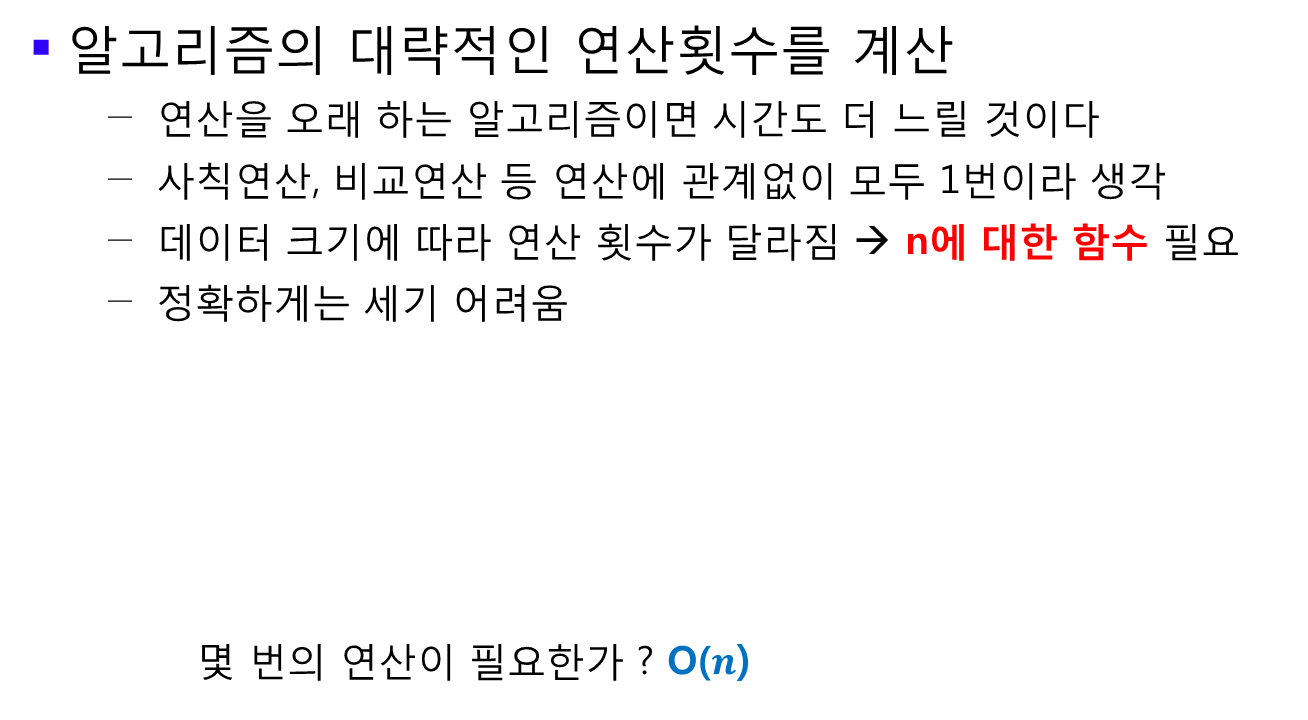 ▪ 알고리즘의 대략적인 연산횟수를 계산
– 연산을 오래 하는 알고리즘이면 시간도 더 느릴 것이다
– 사칙연산, 비교연산 등 연산에 관계없이 모두 1번이라 생각
– 데이터 크기에 따라 연산 횟수가 달라짐 → n에 대한 함수 필요
– 정확하게는 세기 어려움
몇 번의 연산이 필요한가 ? O(n)